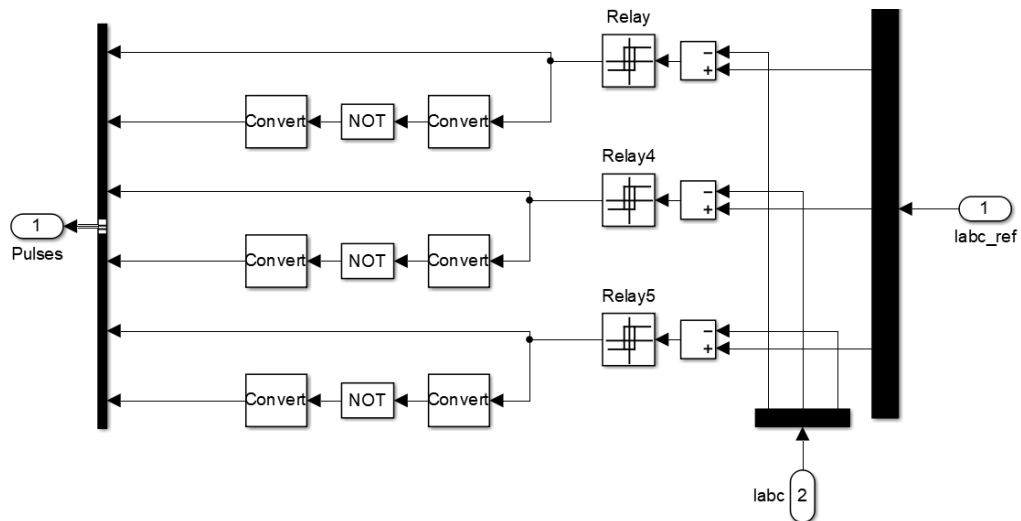 Relay
−
+
Convert
NOT
Convert
Relay4
−
+
1
Pulses
1
Iabc_ref
Convert
NOT
Convert
Relay5
−
+
Convert
NOT
Convert
Iabc
2